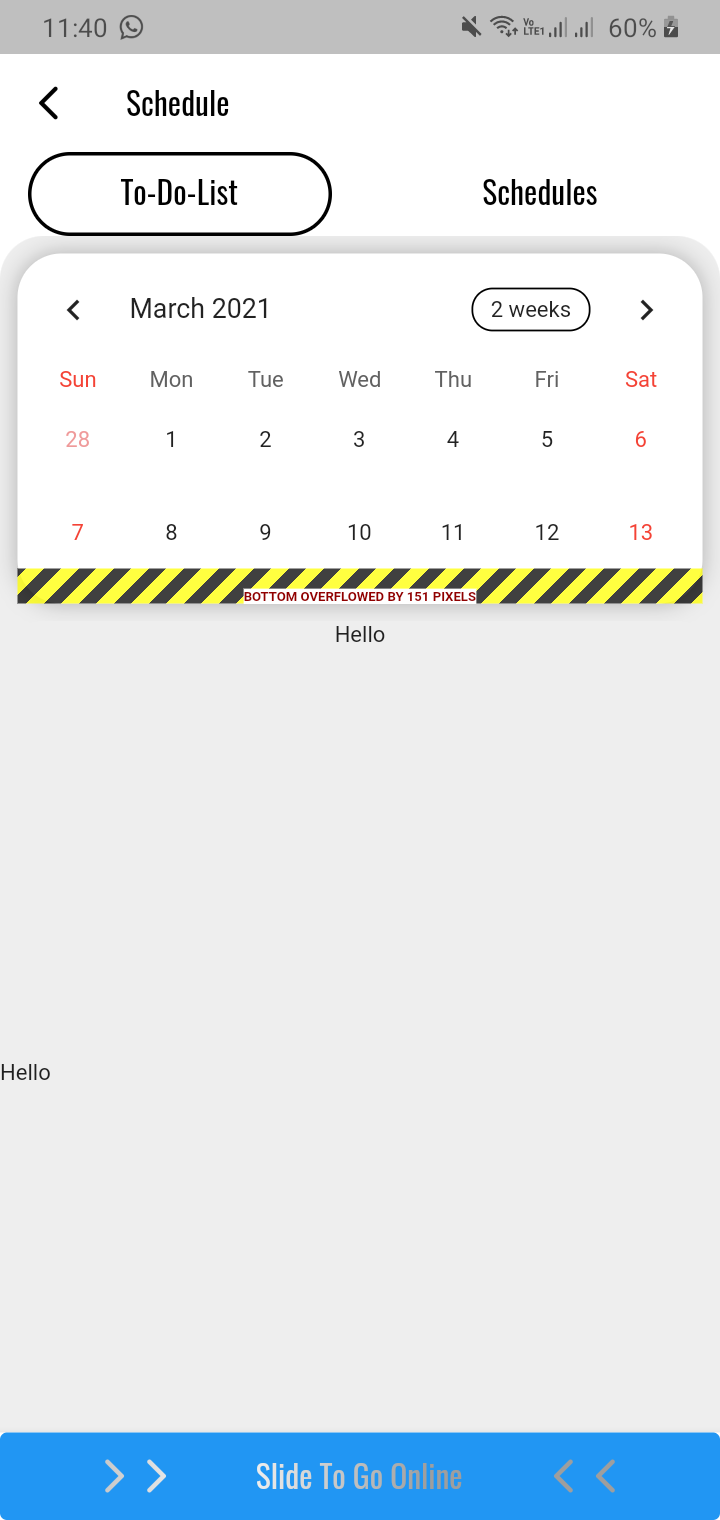 11:40 Vo LTE1 60%
Schedule
To-Do-List Schedules
March 2021 2 weeks
Sun Mon Tue Wed Thu Fri Sat
28 1 2 3 4 5 6
7 8 9 10 11 12 13
BOTTOM OVERFLOWED BY 151 PIXELS
Hello
Hello
Slide To Go Online